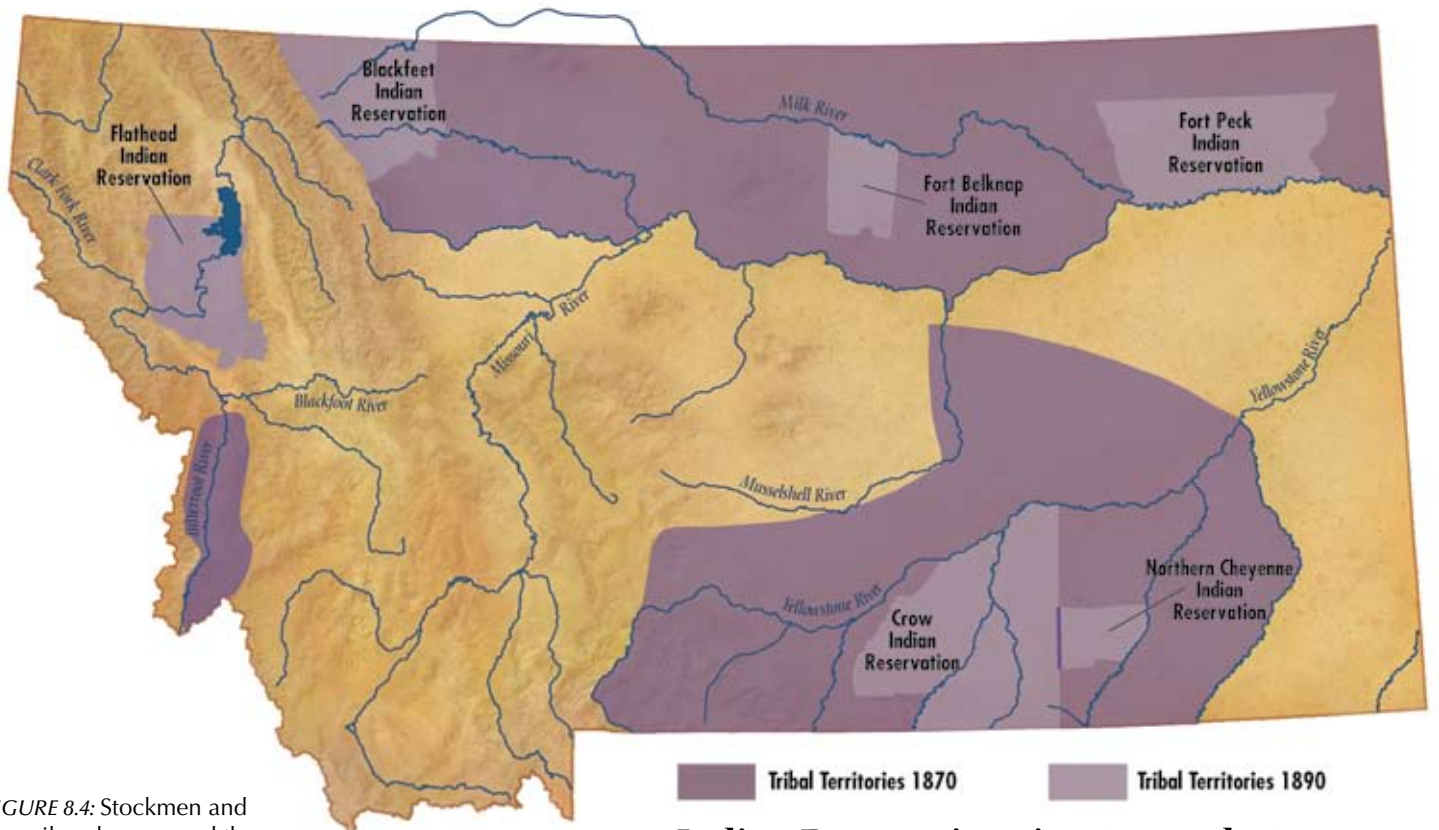 Blackfeet
Indian
Reservation
Milk River
Fort Peck
Indian
Reservation
Flathead
Indian
Reservation
Clark Fork River
Fort Belknap
Indian
Reservation
Missouri River
Blackfoot River
Yellowstone River
Bitterroot River
Musselshell River
Northern Cheyenne
Indian
Reservation
Yellowstone River
Crow
Indian
Reservation
Tribal Territories 1870
Tribal Territories 1890
IGURE 8.4: Stockmen and